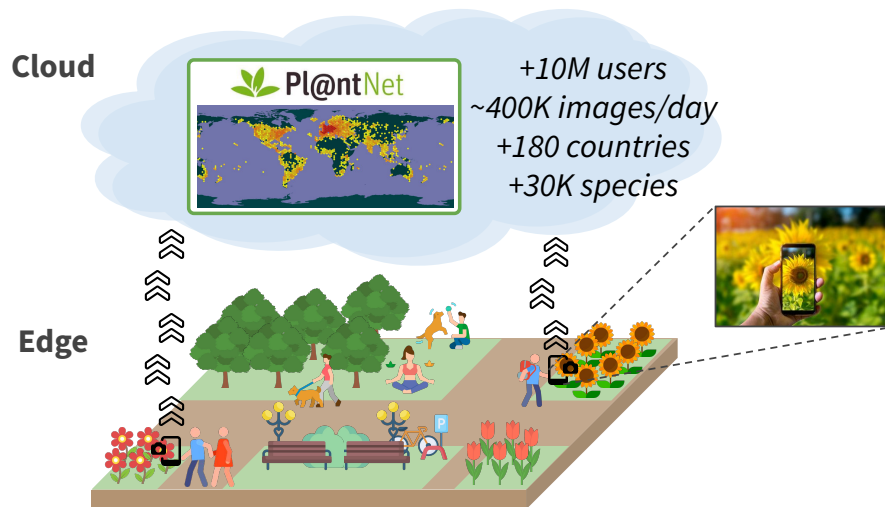 Cloud
Pl@ntNet
+10M users
~400K images/day
+180 countries
+30K species
Edge
P